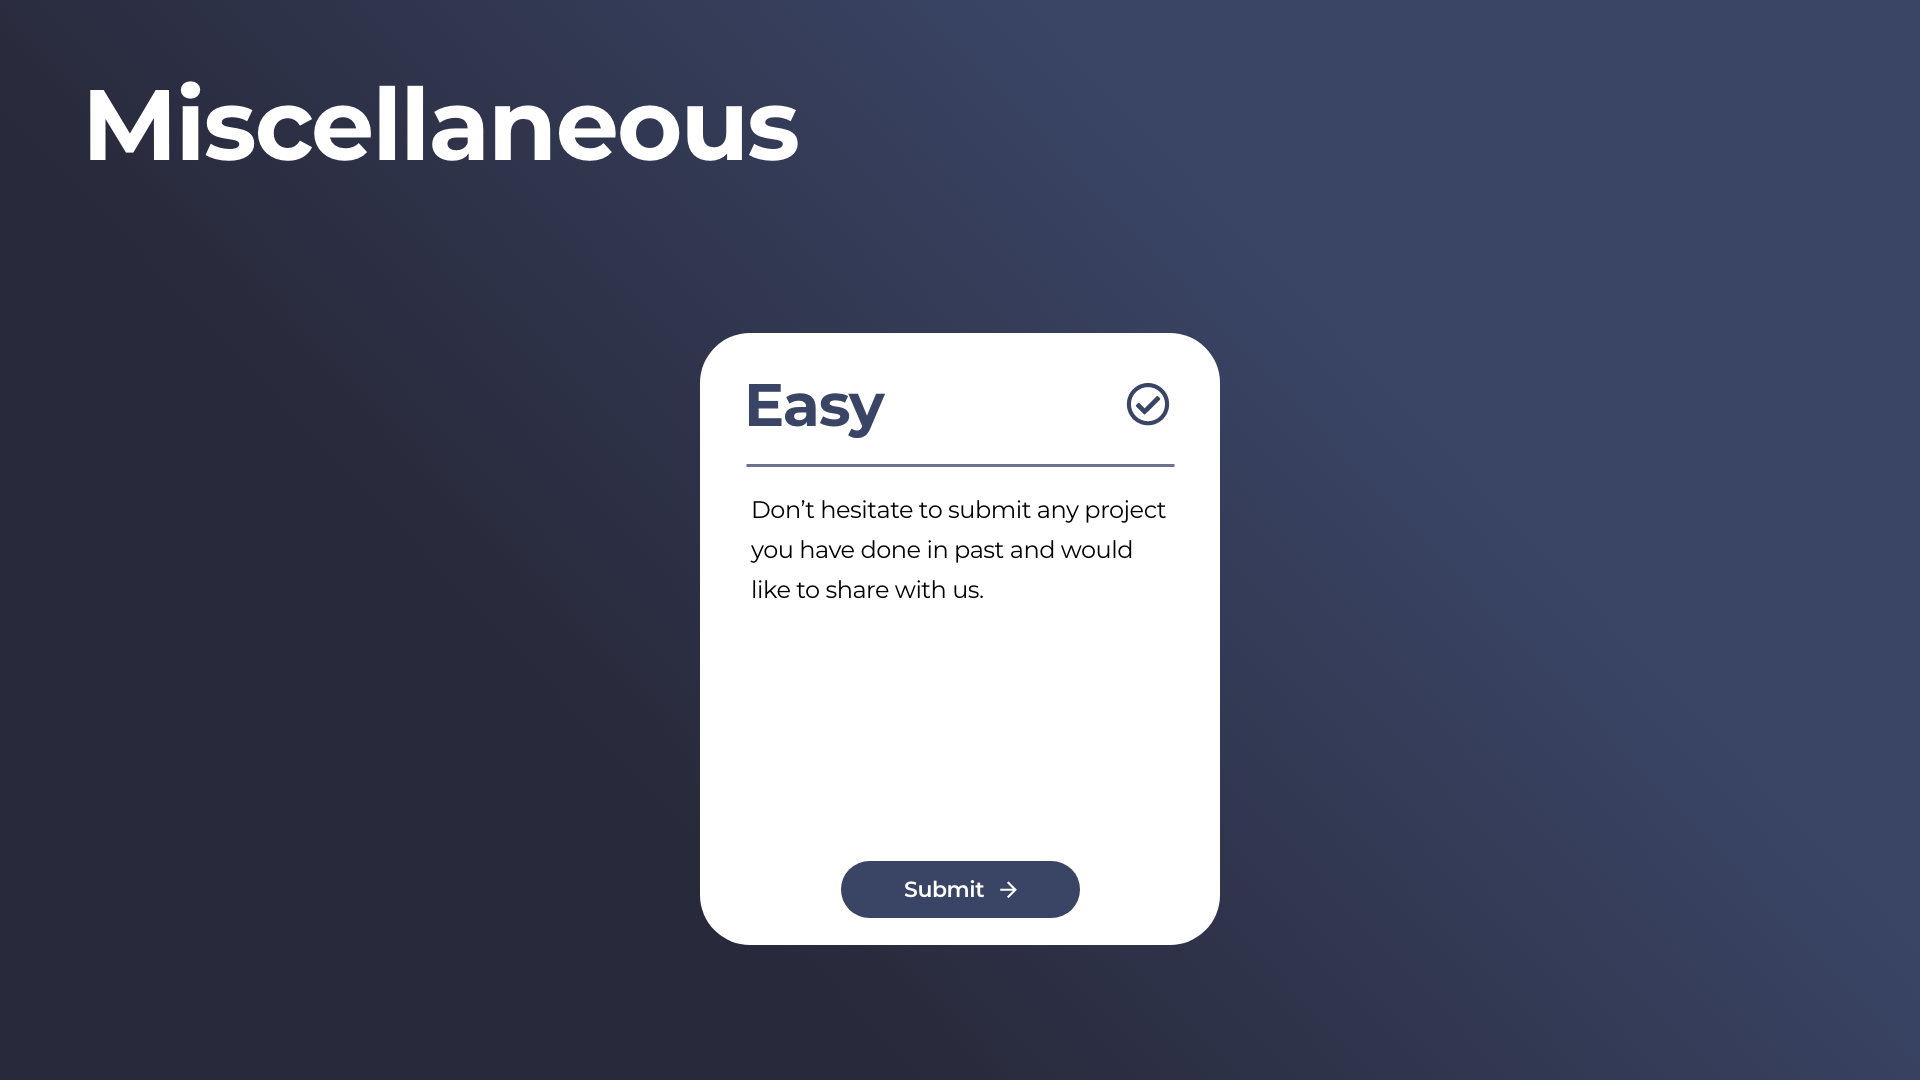 Miscellaneous
Easy
Don’t hesitate to submit any project
you have done in past and would
like to share with us.
Submit